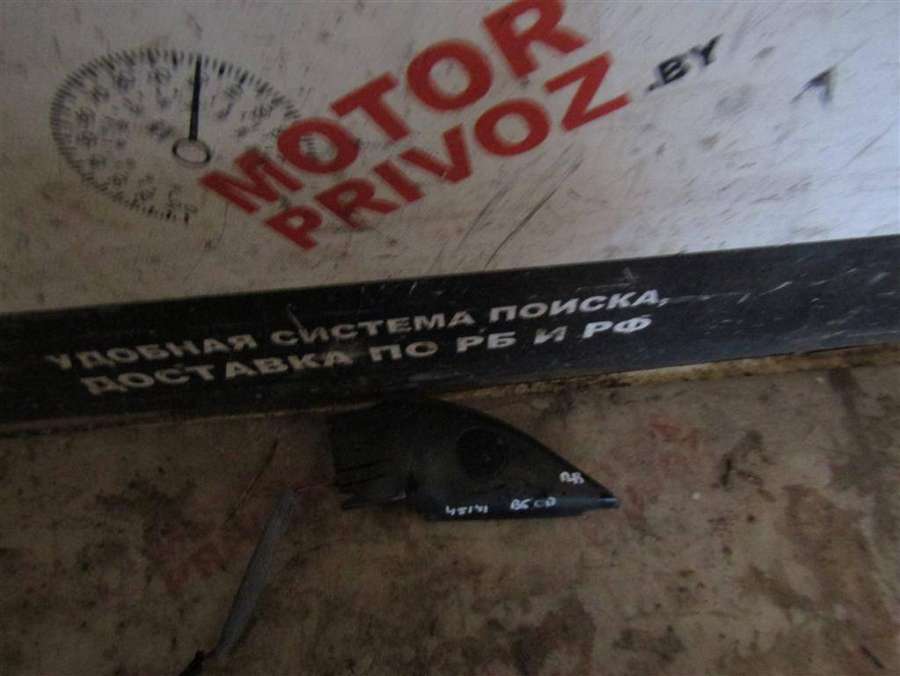 MOTOR
PRIVOZ.BY
УДОБНАЯ СИСТЕМА ПОИСКА,
ДОСТАВКА ПО РБ И РФ